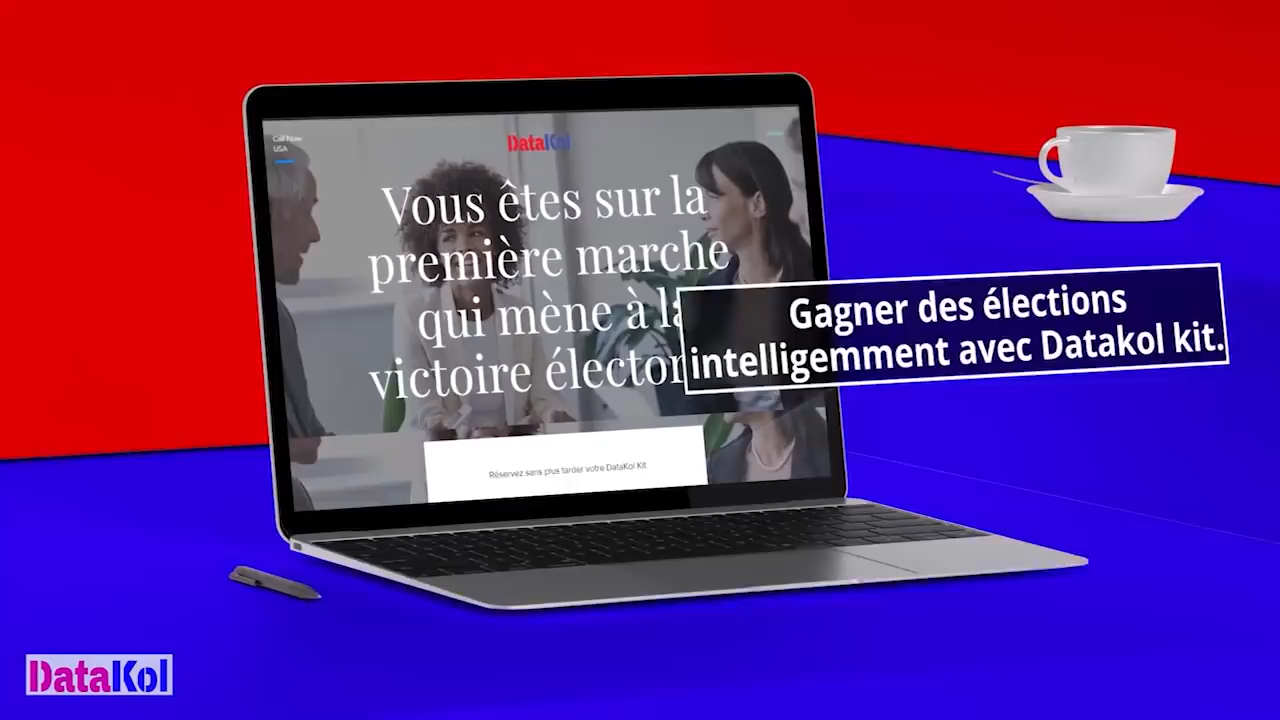 Call Now
USA
DataKol
Vous êtes sur la
première marche
qui mène à la
victoire élector
Gagner des élections
intelligemment avec Datakol kit.
Réservez sans plus tarder votre DataKol Kit
DataKol